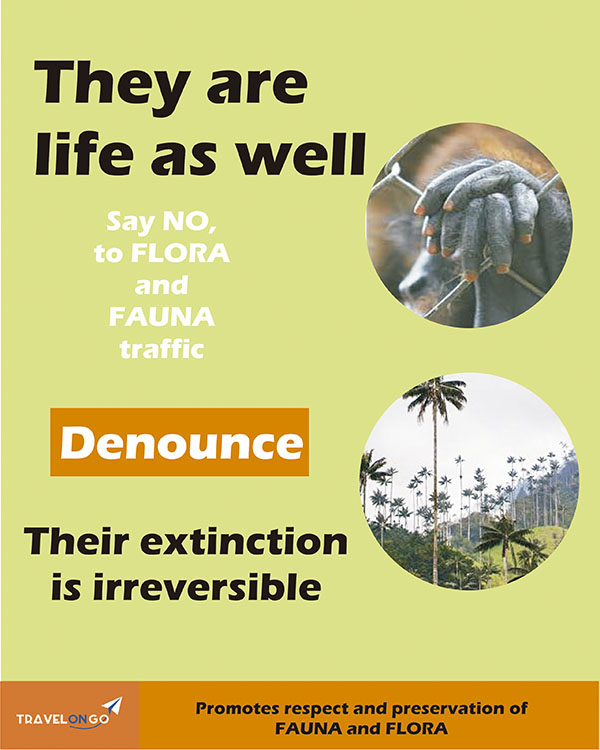 They are
life as well
Say NO,
to FLORA
and
FAUNA
traffic
Denounce
Their extinction
is irreversible
TRAVELONGO
Promotes respect and preservation of
FAUNA and FLORA